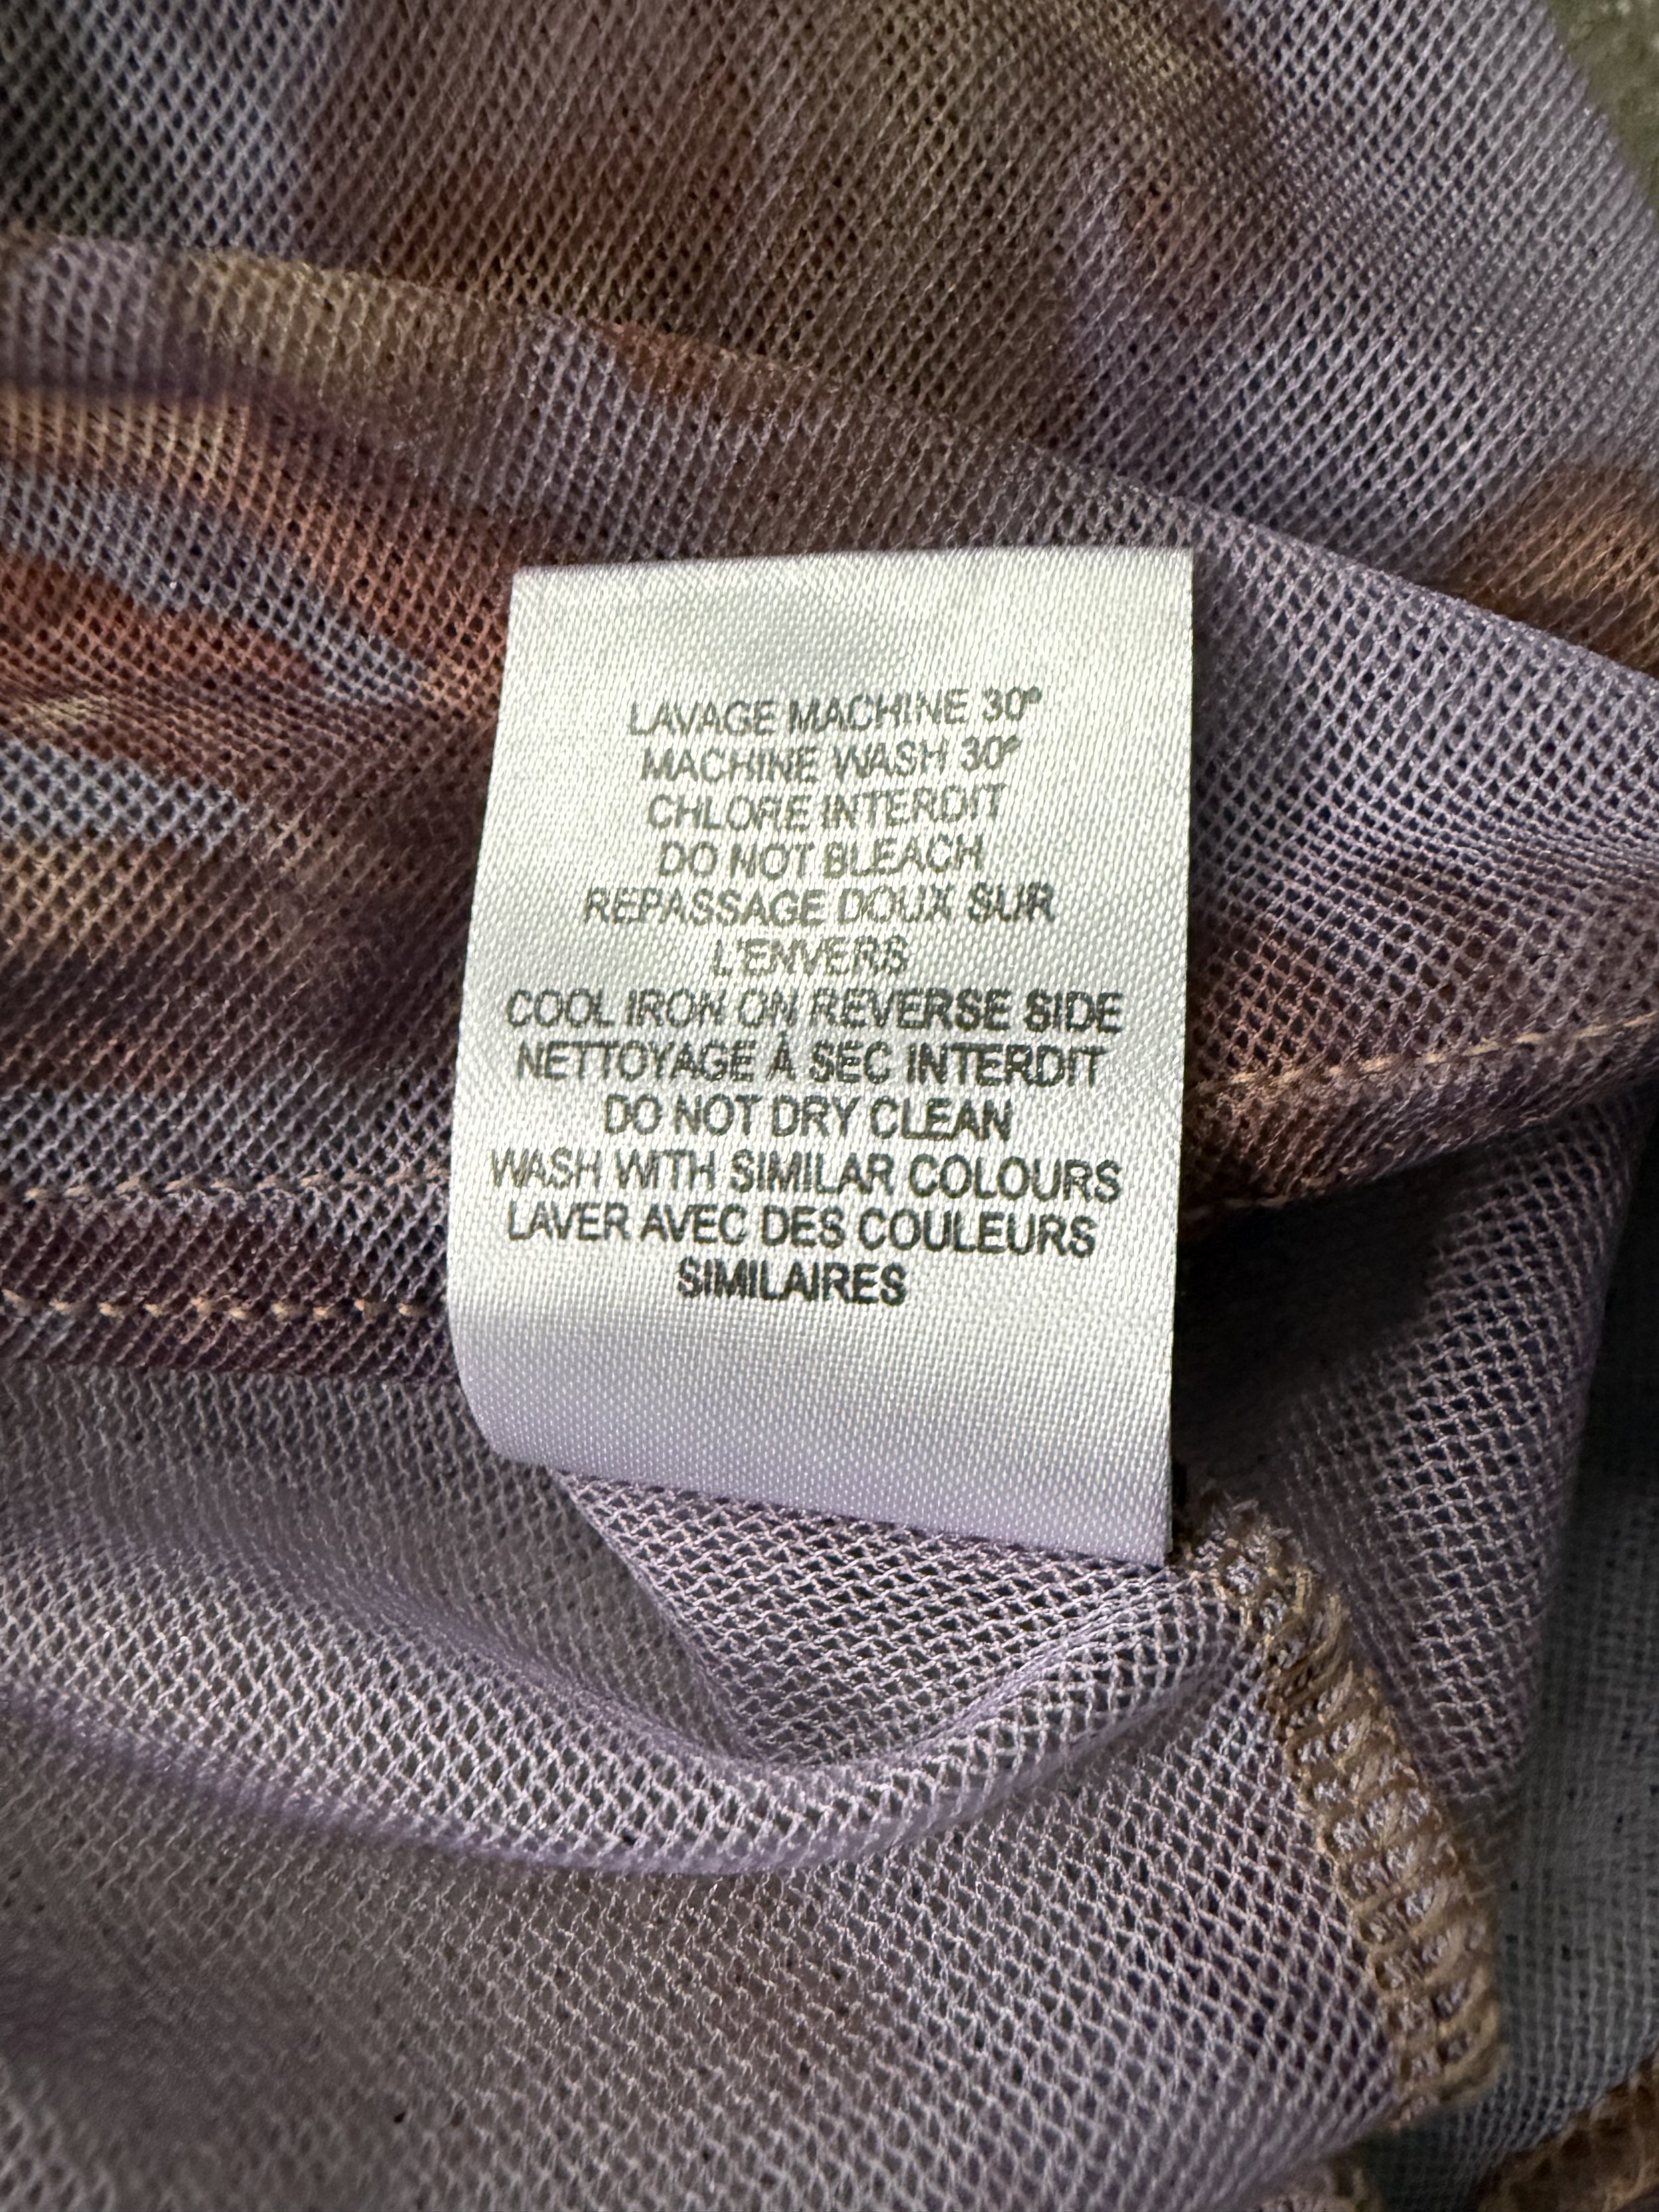 LAVAGE MACHINE 30°
MACHINE WASH 30°
CHLORE INTERDIT
DO NOT BLEACH
REPASSAGE DOUX SUR
L'ENVERS
COOL IRON ON REVERSE SIDE
NETTOYAGE À SEC INTERDIT
DO NOT DRY CLEAN
WASH WITH SIMILAR COLOURS
LAVER AVEC DES COULEURS
SIMILAIRES